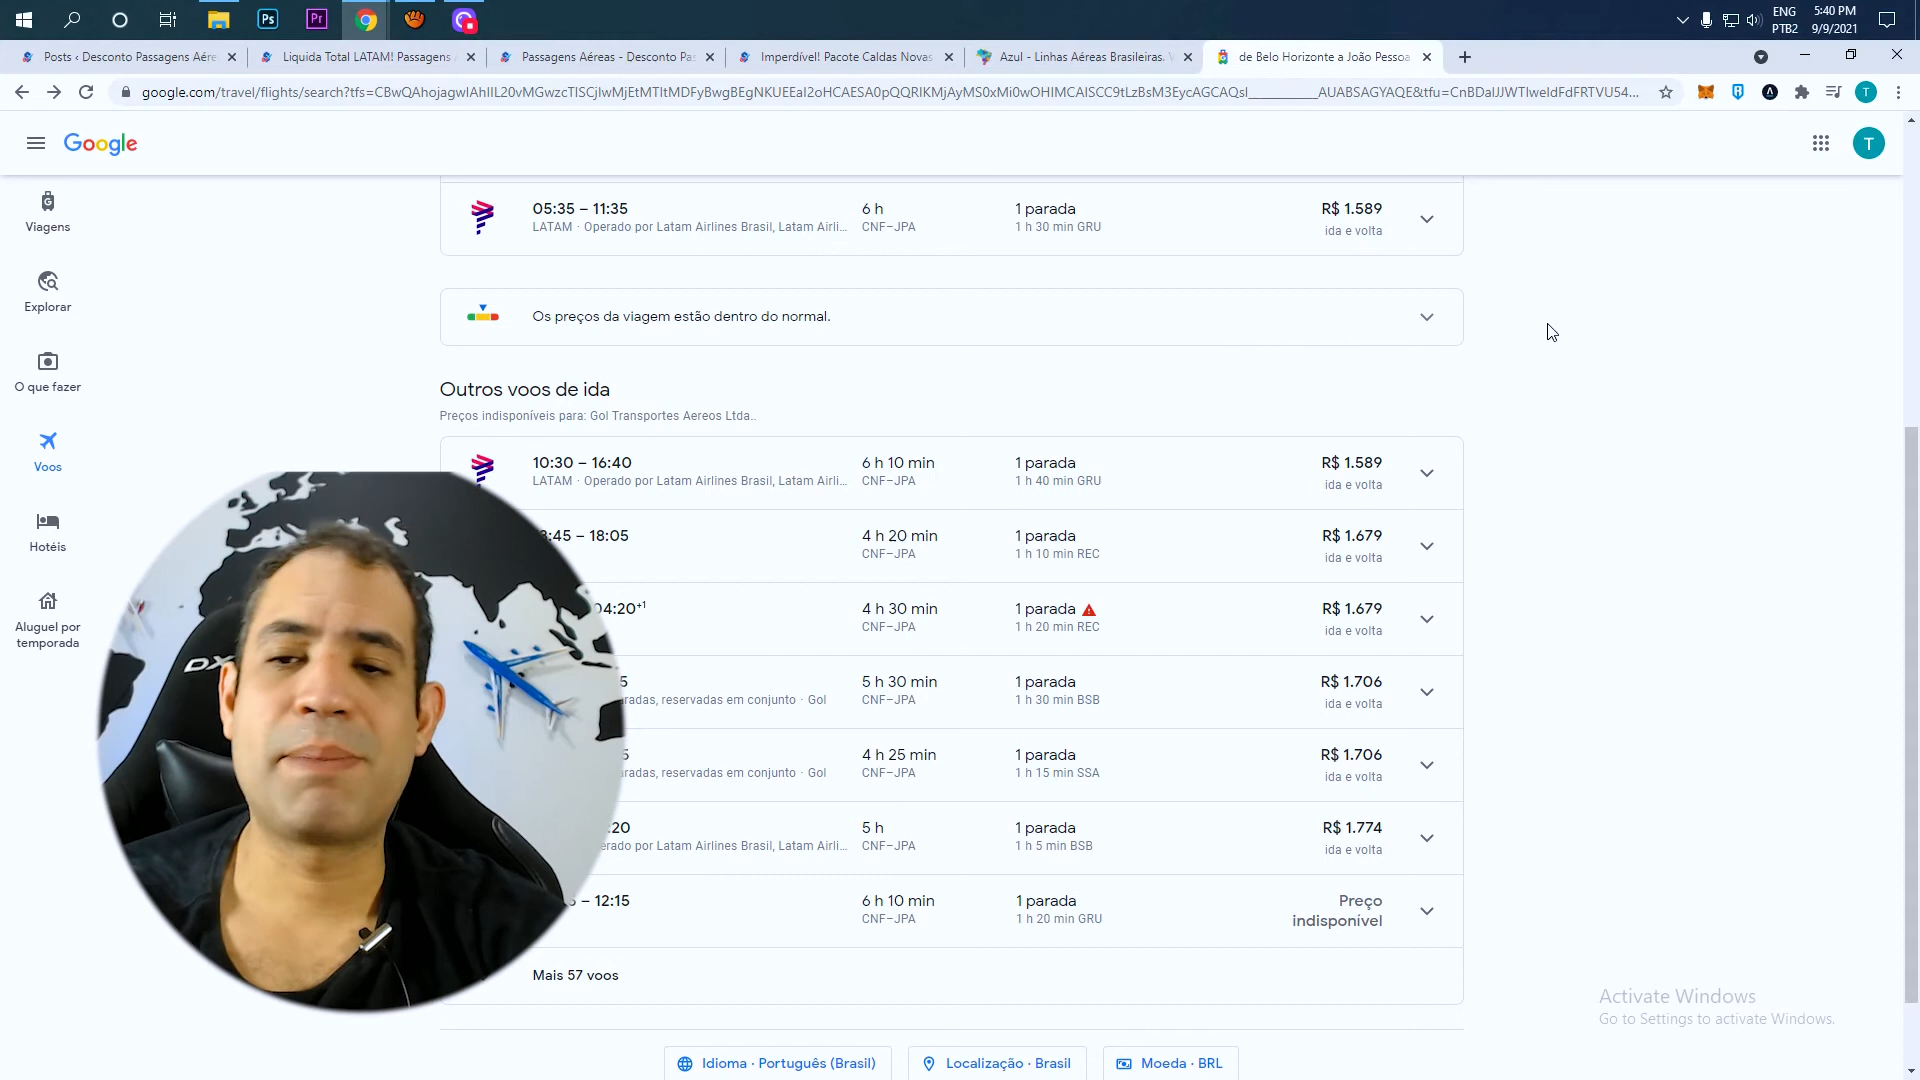 Ps
Pr
ENG
PTB2
5:40 PM
9/9/2021
Posts ‹ Desconto Passagens Aére
Liquida Total LATAM! Passagens A
Passagens Aéreas - Desconto Pas
Imperdível! Pacote Caldas Novas
Azul - Linhas Aéreas Brasileiras.
de Belo Horizonte a João Pessoa
Google
T
Viagens
Explorar
O que fazer
Voos
Hotéis
Aluguel por
temporada
05:35 – 11:35
6 h
1 parada
R$ 1.589
LATAM · Operado por Latam Airlines Brasil, Latam Airli...
CNF–JPA
1 h 30 min GRU
ida e volta
Os preços da viagem estão dentro do normal.
Outros voos de ida
Preços indisponíveis para: Gol Transportes Aereos Ltda..
10:30 – 16:40
6 h 10 min
1 parada
R$ 1.589
LATAM · Operado por Latam Airlines Brasil, Latam Airli...
CNF–JPA
1 h 40 min GRU
ida e volta
:45 – 18:05
4 h 20 min
1 parada
R$ 1.679
CNF–JPA
1 h 10 min REC
ida e volta
04:20+1
4 h 30 min
1 parada
R$ 1.679
CNF–JPA
1 h 20 min REC
ida e volta
5
5 h 30 min
1 parada
R$ 1.706
aradas, reservadas em conjunto · Gol
CNF–JPA
1 h 30 min BSB
ida e volta
5
4 h 25 min
1 parada
R$ 1.706
aradas, reservadas em conjunto · Gol
CNF–JPA
1 h 15 min SSA
ida e volta
:20
5 h
1 parada
R$ 1.774
erado por Latam Airlines Brasil, Latam Airli...
CNF–JPA
1 h 5 min BSB
ida e volta
– 12:15
6 h 10 min
1 parada
Preço
indisponível
CNF–JPA
1 h 20 min GRU
Mais 57 voos
DX
Activate Windows
Go to Settings to activate Windows.
Idioma · Português (Brasil)
Localização · Brasil
Moeda · BRL